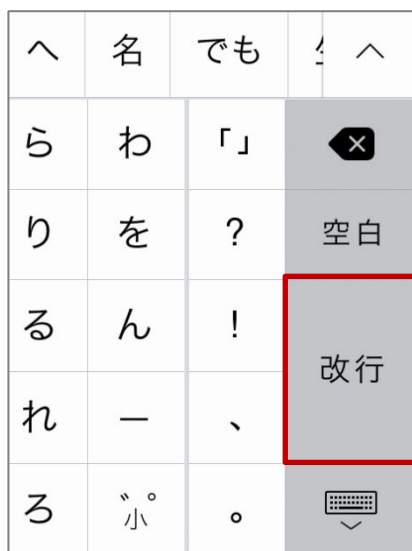 へ 名 でも
ら わ 「」
り を ? 空白
る ん !
改行
れ ー 、
ろ ゛゜小 。